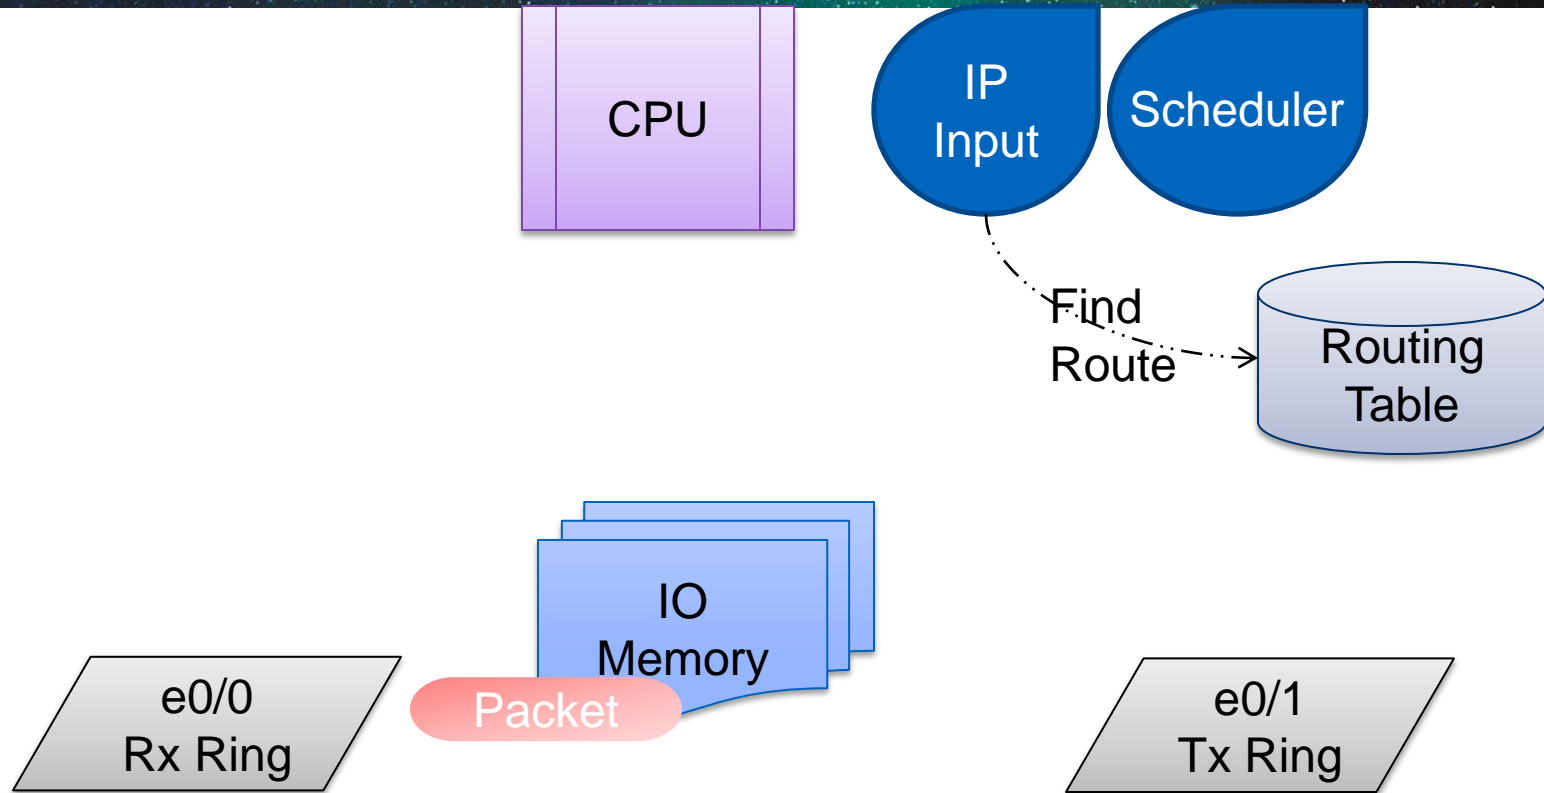 CPU
IP
Input
Scheduler
Find
Route
Routing
Table
IO
Memory
e0/0
Rx Ring
Packet
e0/1
Tx Ring